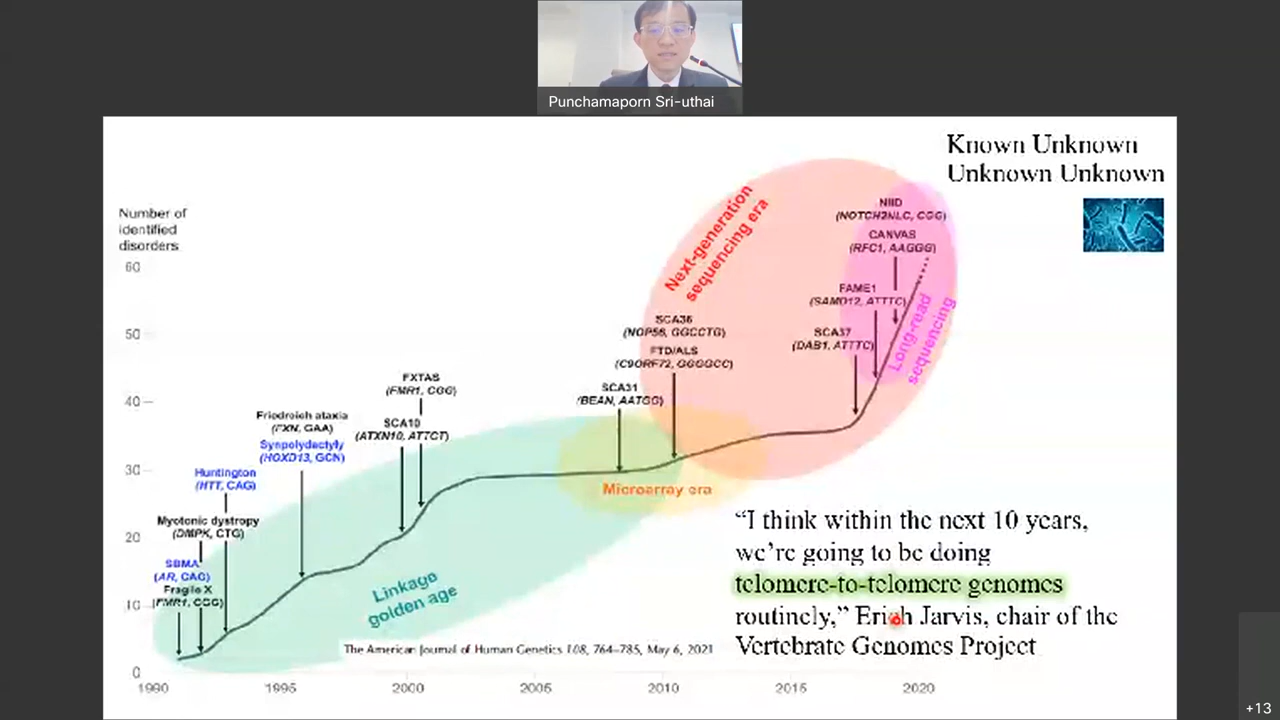 Punchamaporn Sri-uthai
Known Unknown
Unknown Unknown
Number of
identified
disorders
60
50
40
30
20
10
0
1990
1995
2000
2005
2010
2015
2020
SBMA
(AR, CAG)
Fragile X
(FMR1, CGG)
Myotonic dystropy
(DMPK, CTG)
Huntington
(HTT, CAG)
Friedreich ataxia
(FXN, GAA)
Synpolydactyly
(HOXD13, GCN)
FXTAS
(FMR1, CGG)
SCA10
(ATXN10, ATTCT)
SCA31
(BEAN, AATGG)
SCA36
(NOP56, GGCCTG)
FTD/ALS
(C9ORF72, GGGGCC)
SCA37
(DAB1, ATTTC)
FAME1
(SAMD12, ATTTC)
CANVAS
(RFC1, AAGGG)
NIID
(NOTCH2NLC, CGG)
Linkage
golden age
Microarray era
Next-generation
sequencing era
Long-read
sequencing
The American Journal of Human Genetics 108, 764–785, May 6, 2021
“I think within the next 10 years,
we’re going to be doing
telomere-to-telomere genomes
routinely,” Erich Jarvis, chair of the
Vertebrate Genomes Project
+13